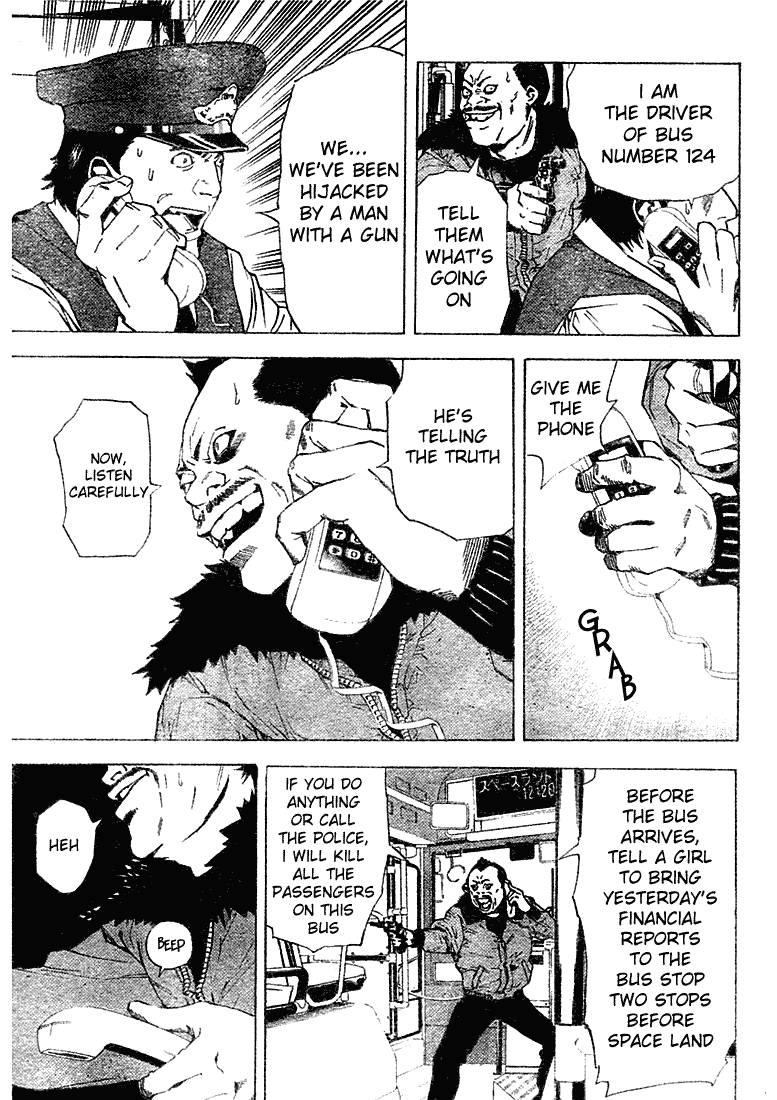 I AM
THE DRIVER
OF BUS
NUMBER 124
TELL
THEM
WHAT'S
GOING
ON
WE...
WE'VE BEEN
HIJACKED
BY A MAN
WITH A GUN
GIVE ME
THE
PHONE
GRAB
HE'S
TELLING
THE TRUTH
NOW,
LISTEN
CAREFULLY
スペースランド
12:28
BEFORE
THE BUS
ARRIVES,
TELL A GIRL
TO BRING
YESTERDAY'S
FINANCIAL
REPORTS
TO THE
BUS STOP
TWO STOPS
BEFORE
SPACE LAND
IF YOU DO
ANYTHING
OR CALL
THE POLICE,
I WILL KILL
ALL THE
PASSENGERS
ON THIS
BUS
HEH
BEEP